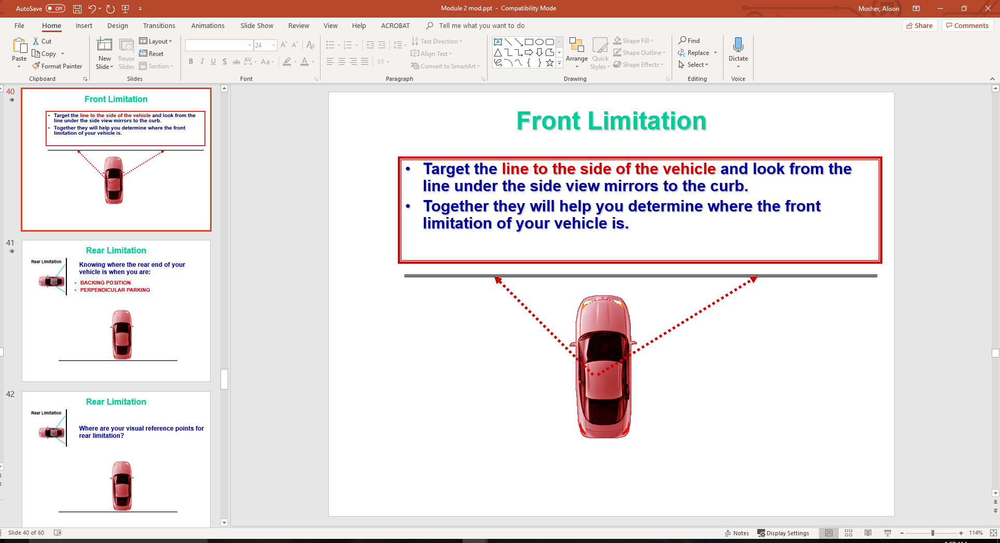 AutoSave Off
Module 2 mod.ppt - Compatibility Mode
Mosher, Alison
File Home Insert Design Transitions Animations Slide Show Review View Help ACROBAT Tell me what you want to do
Share Comments
Paste
Cut
Copy
Format Painter
Clipboard
New Slide
Reuse Slides
Layout
Reset
Section
Slides
24
B I U S ab AV Aa A
Font
Text Direction
Align Text
Convert to SmartArt
Paragraph
Arrange
Quick Styles
Shape Fill
Shape Outline
Shape Effects
Drawing
Find
Replace
Select
Editing
Dictate
Voice
40
Front Limitation
• Target the line to the side of the vehicle and look from the
line under the side view mirrors to the curb.
• Together they will help you determine where the front
limitation of your vehicle is.
41
Rear Limitation
Rear Limitation
Knowing where the rear end of your
vehicle is when you are:
• BACKING POSITION
• PERPENDICULAR PARKING
42
Rear Limitation
Rear Limitation
Where are your visual reference points for
rear limitation?
Front Limitation
• Target the line to the side of the vehicle and look from the
line under the side view mirrors to the curb.
• Together they will help you determine where the front
limitation of your vehicle is.
Slide 40 of 60
Notes Display Settings 114%